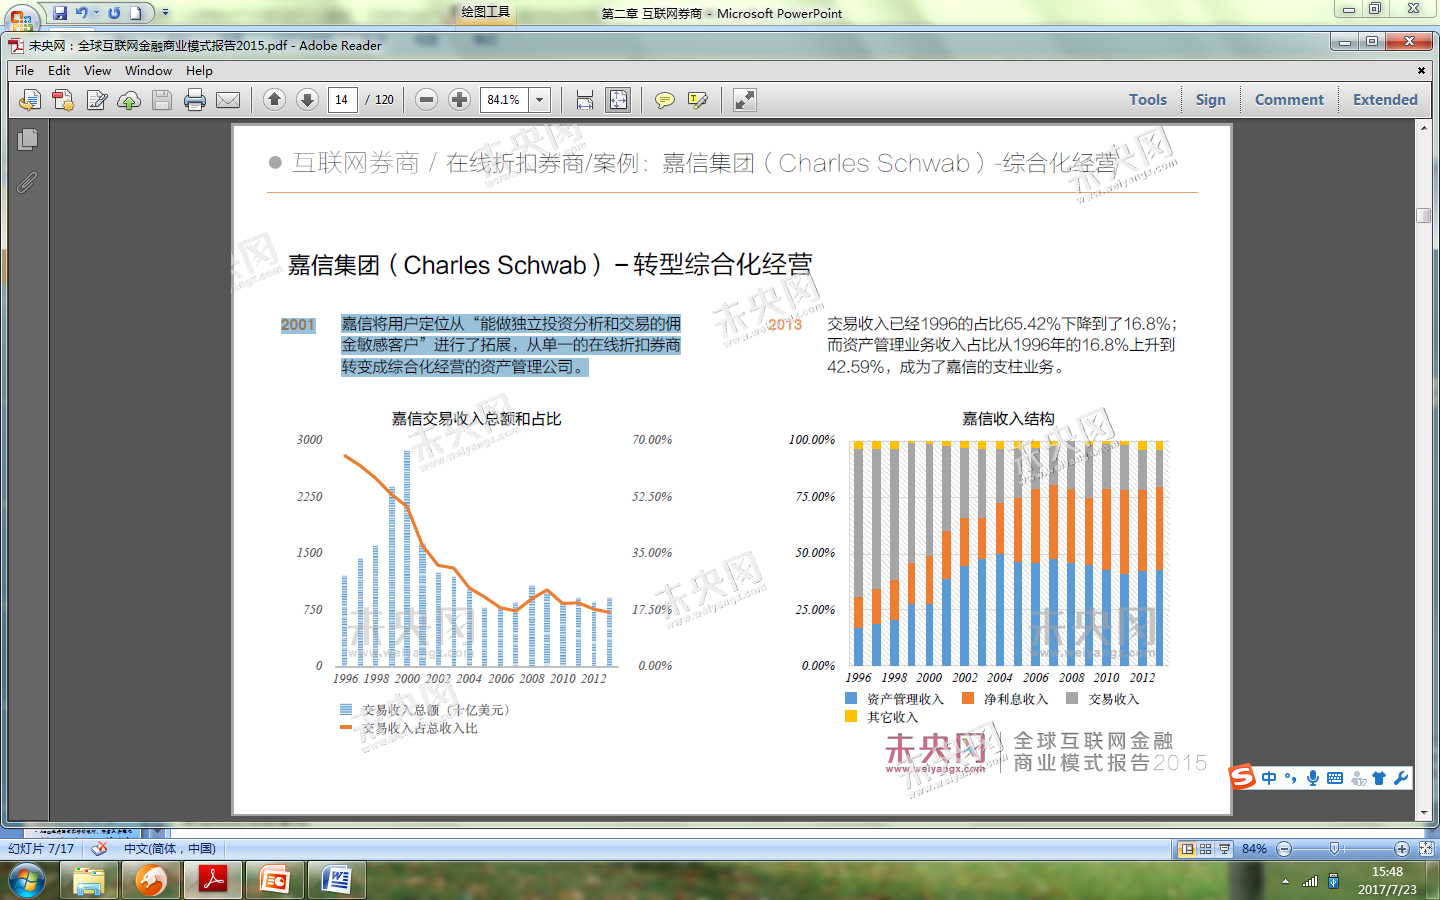 绘图工具
第二章 互联网券商 - Microsoft PowerPoint
未央网：全球互联网金融商业模式报告2015.pdf - Adobe Reader
File Edit View Window Help
14 / 120 84.1% Tools Sign Comment Extended
互联网券商 / 在线折扣券商/案例：嘉信集团（Charles Schwab）-综合化经营
嘉信集团（Charles Schwab）－转型综合化经营
2001
嘉信将用户定位从“能做独立投资分析和交易的佣
金敏感客户”进行了拓展，从单一的在线折扣券商
转变成综合化经营的资产管理公司。
2013
交易收入已经1996的占比65.42%下降到了16.8%；
而资产管理业务收入占比从1996年的16.8%上升到
42.59%，成为了嘉信的支柱业务。
嘉信交易收入总额和占比
3000 70.00%
2250 52.50%
1500 35.00%
750 17.50%
0 0.00%
1996 1998 2000 2002 2004 2006 2008 2010 2012
交易收入总额（十亿美元）
交易收入占总收入比
嘉信收入结构
100.00%
75.00%
50.00%
25.00%
0.00%
1996 1998 2000 2002 2004 2006 2008 2010 2012
资产管理收入 净利息收入 交易收入
其它收入
未央网
www.weiyangx.com
全球互联网金融
商业模式报告2015
未央网
www.weiyangx.com
中
幻灯片 7/17 中文(简体，中国) 84%
15:48
2017/7/23